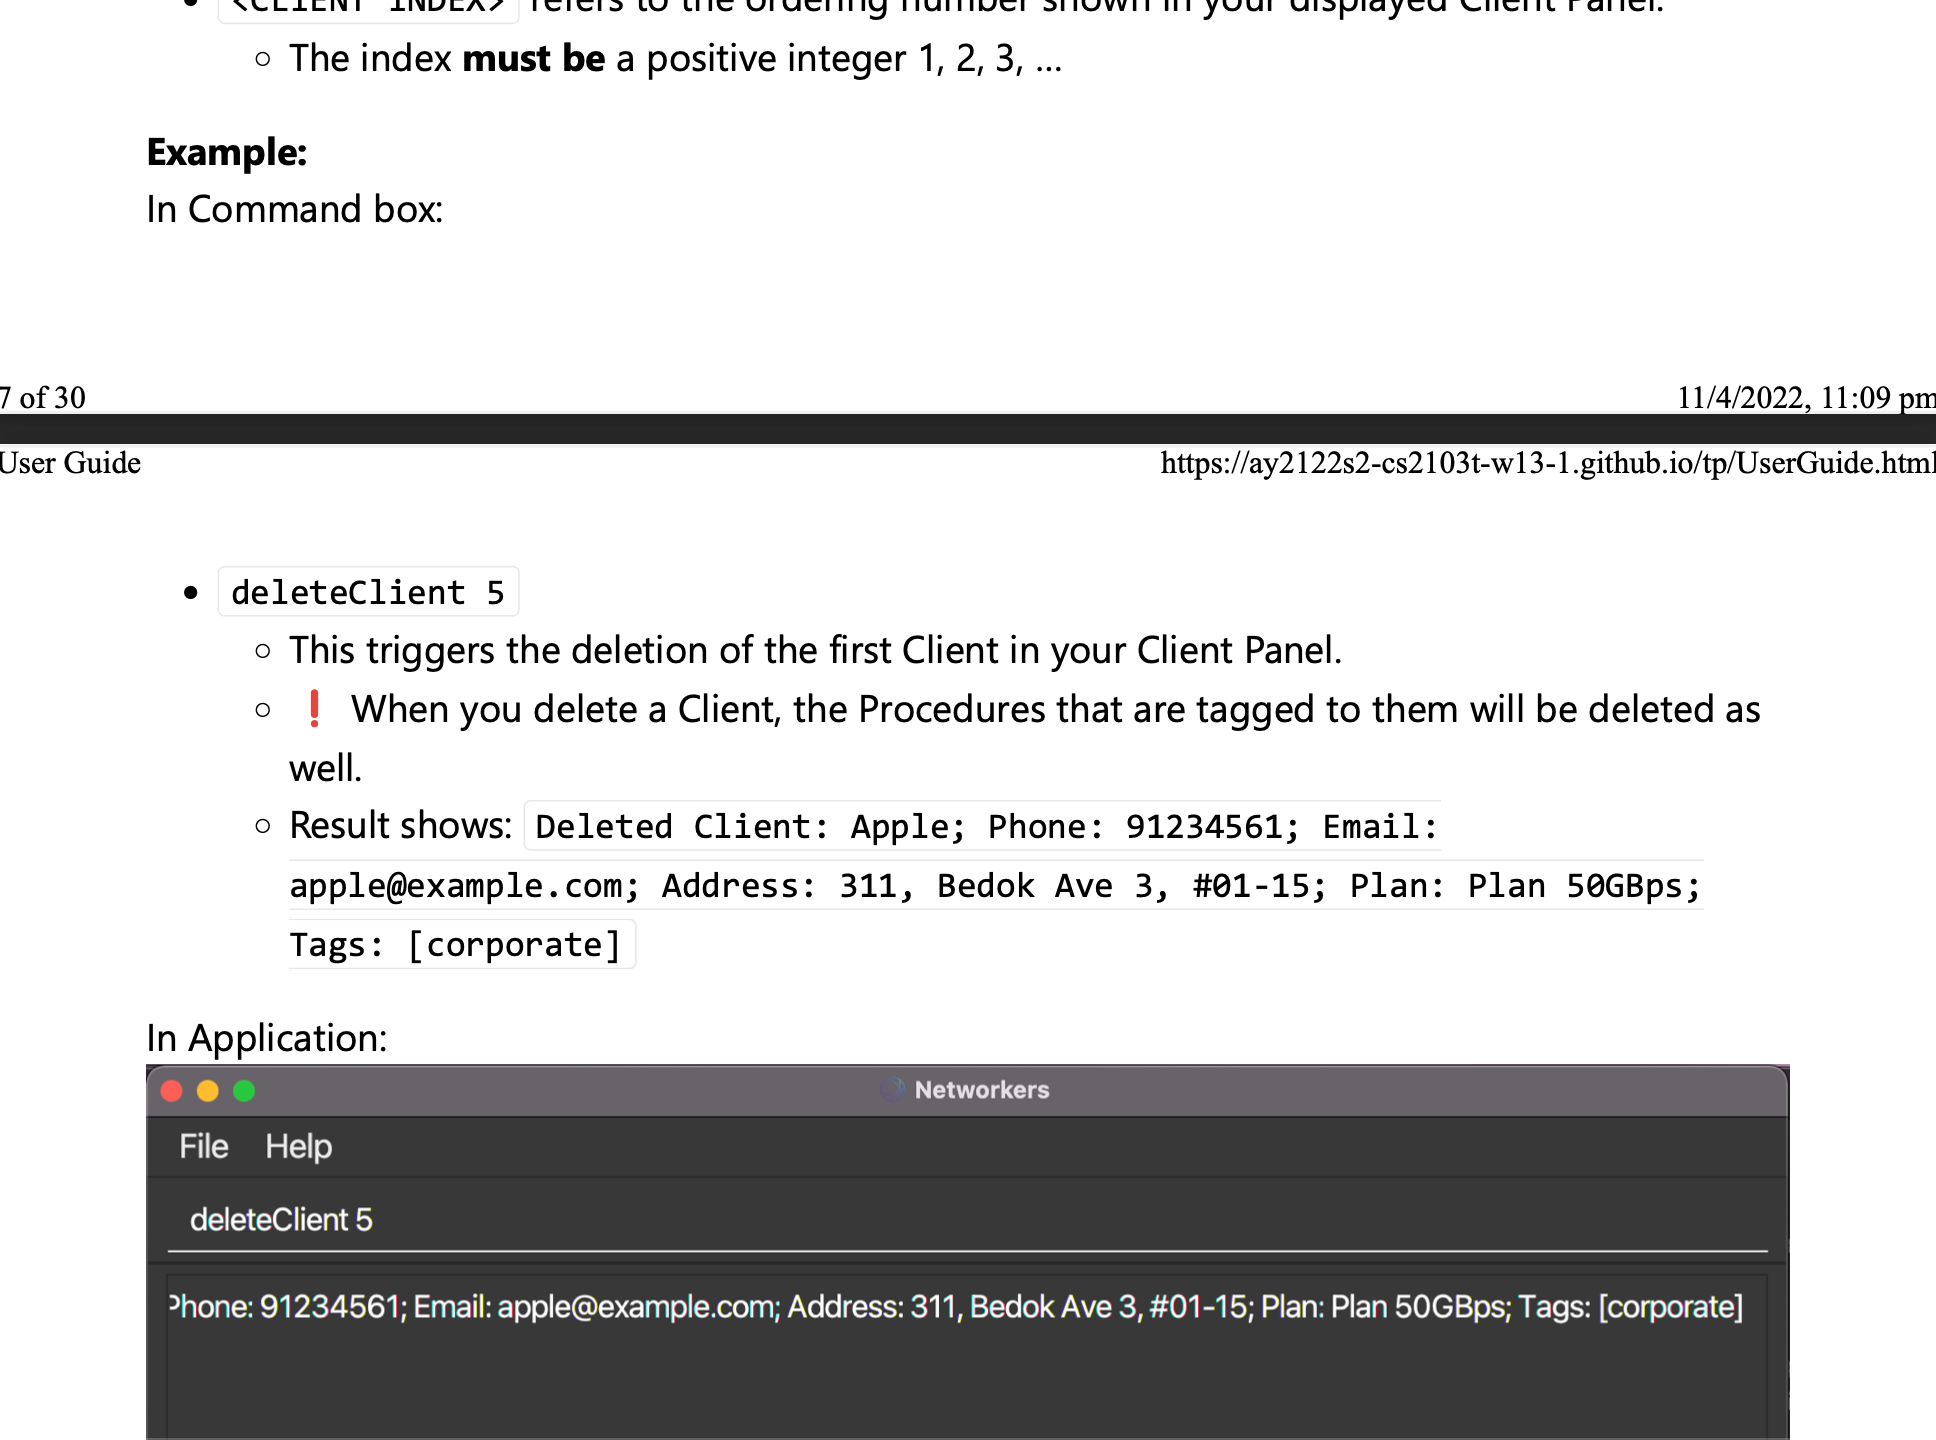 <CLIENT INDEX> refers to the ordering number shown in your displayed Client Panel.
The index must be a positive integer 1, 2, 3, …
Example:
In Command box:
7 of 30
11/4/2022, 11:09 pm
User Guide
https://ay2122s2-cs2103t-w13-1.github.io/tp/UserGuide.html
deleteClient 5
This triggers the deletion of the first Client in your Client Panel.
❗ When you delete a Client, the Procedures that are tagged to them will be deleted as
well.
Result shows: Deleted Client: Apple; Phone: 91234561; Email:
apple@example.com; Address: 311, Bedok Ave 3, #01-15; Plan: Plan 50GBps;
Tags: [corporate]
In Application:
Networkers
File Help
deleteClient 5
Phone: 91234561; Email: apple@example.com; Address: 311, Bedok Ave 3, #01-15; Plan: Plan 50GBps; Tags: [corporate]